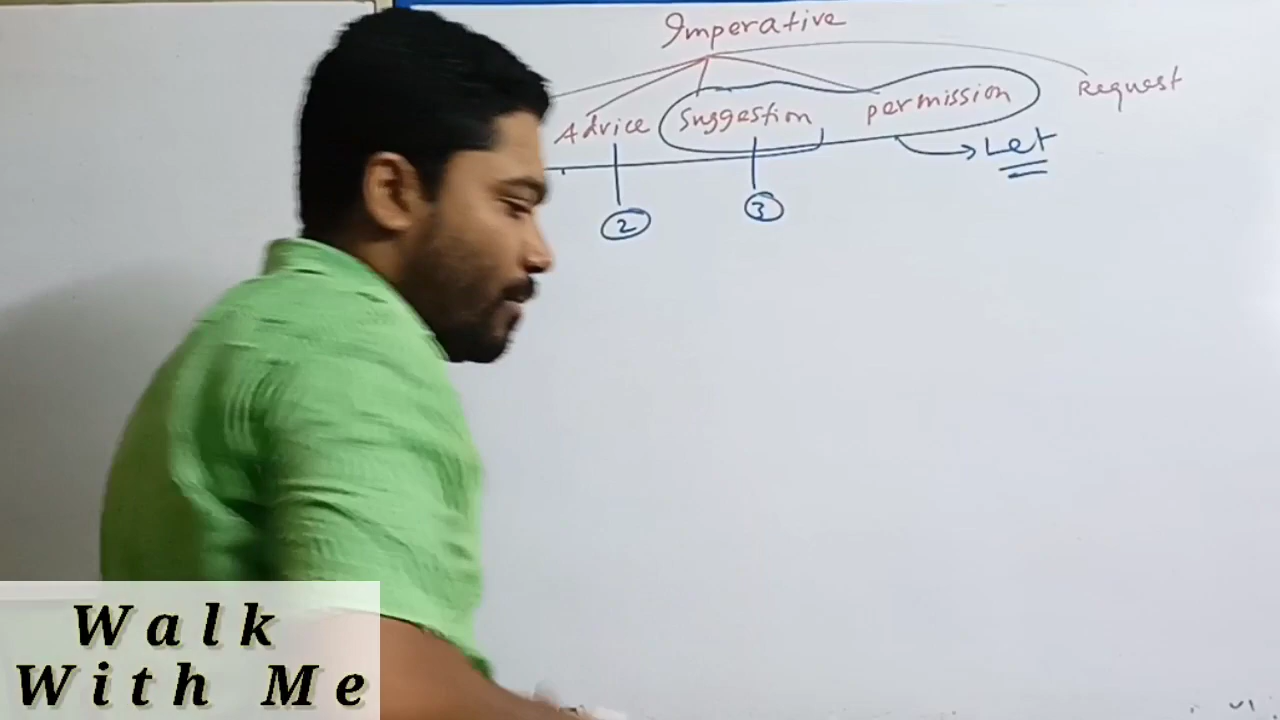 Imperative
Advice Suggestion permission Request
Let
2 3
Walk
With Me